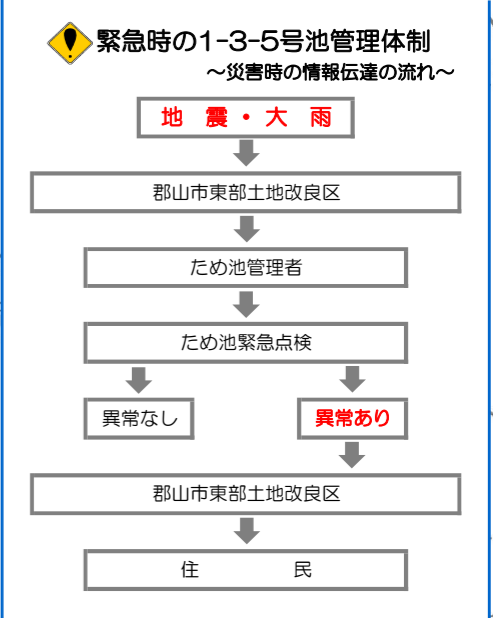 緊急時の1-3-5号池管理体制
～災害時の情報伝達の流れ～
地 震・大 雨
郡山市東部土地改良区
ため池管理者
ため池緊急点検
異常なし
異常あり
郡山市東部土地改良区
住 民